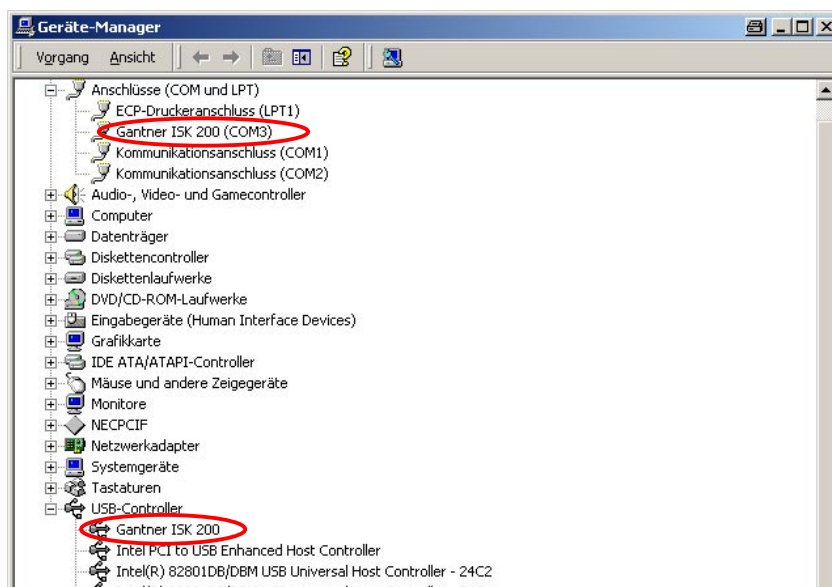 Geräte-Manager
Vorgang Ansicht
Anschlüsse (COM und LPT)
ECP-Druckeranschluss (LPT1)
Gantner ISK 200 (COM3)
Kommunikationsanschluss (COM1)
Kommunikationsanschluss (COM2)
Audio-, Video- und Gamecontroller
Computer
Datenträger
Diskettencontroller
Diskettenlaufwerke
DVD/CD-ROM-Laufwerke
Eingabegeräte (Human Interface Devices)
Grafikkarte
IDE ATA/ATAPI-Controller
Mäuse und andere Zeigegeräte
Monitore
NECPCIF
Netzwerkadapter
Systemgeräte
Tastaturen
USB-Controller
Gantner ISK 200
Intel PCI to USB Enhanced Host Controller
Intel(R) 82801DB/DBM USB Universal Host Controller - 24C2